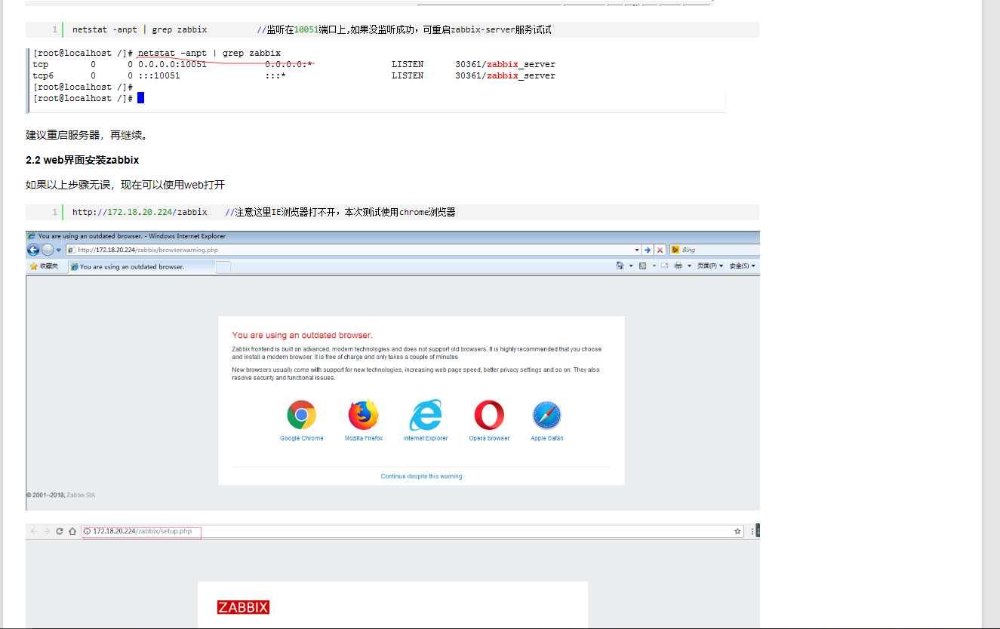 1 netstat -anpt | grep zabbix //监听在10051端口上,如果没监听成功，可重启zabbix-server服务试试
[root@localhost /]# netstat -anpt | grep zabbix
tcp 0 0 0.0.0.0:10051 0.0.0.0:* LISTEN 30361/zabbix_server
tcp6 0 0 :::10051 :::* LISTEN 30361/zabbix_server
[root@localhost /]#
[root@localhost /]#
建议重启服务器，再继续。
2.2 web界面安装zabbix
如果以上步骤无误，现在可以使用web打开
1 http://172.18.20.224/zabbix //注意这里IE浏览器打不开，本次测试使用chrome浏览器
You are using an outdated browser. - Windows Internet Explorer
http://172.18.20.224/zabbix/browserwarning.php
Bing
收藏夹
You are using an outdated browser.
页面(P)
安全(S)
You are using an outdated browser.
Zabbix frontend is built on advanced, modern technologies and does not support old browsers. It is highly recommended that you choose
and install a modern browser. It is free of charge and only takes a couple of minutes.
New browsers usually come with support for new technologies, increasing web page speed, better privacy settings and so on. They also
resolve security and functional issues.
Google Chrome
Mozilla Firefox
Internet Explorer
Opera browser
Apple Safari
Continue despite this warning
© 2001–2018, Zabbix SIA
172.18.20.224/zabbix/setup.php
ZABBIX